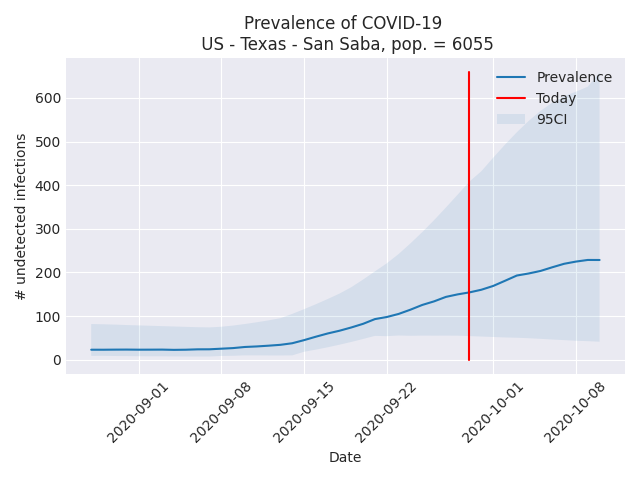 Prevalence of COVID-19
US - Texas - San Saba, pop. = 6055
Prevalence
Today
95CI
# undetected infections
600
500
400
300
200
100
0
2020-09-01
2020-09-08
2020-09-15
2020-09-22
2020-10-01
2020-10-08
Date